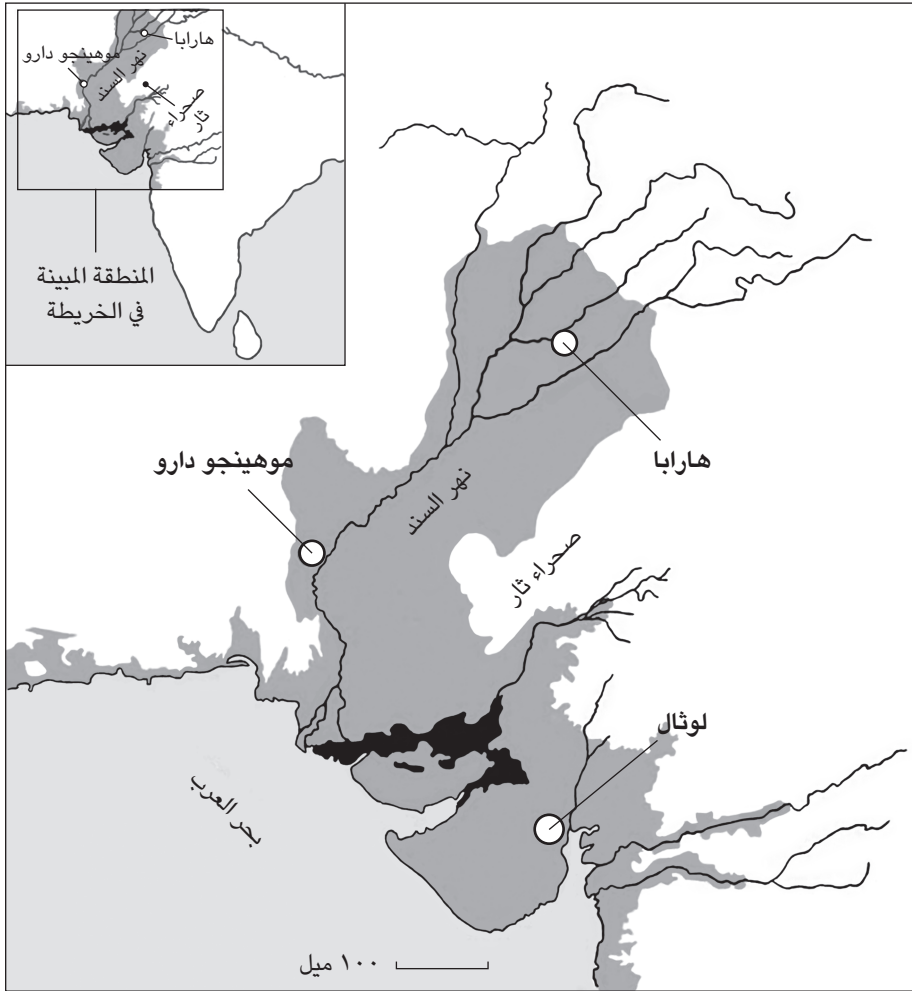 هارابا
موهينجو دارو
نهر السند
صحراء
ثار
المنطقة المبينة
في الخريطة
هارابا
موهينجو دارو
نهر السند
صحراء ثار
لوثال
بحر العرب
١٠٠ ميل